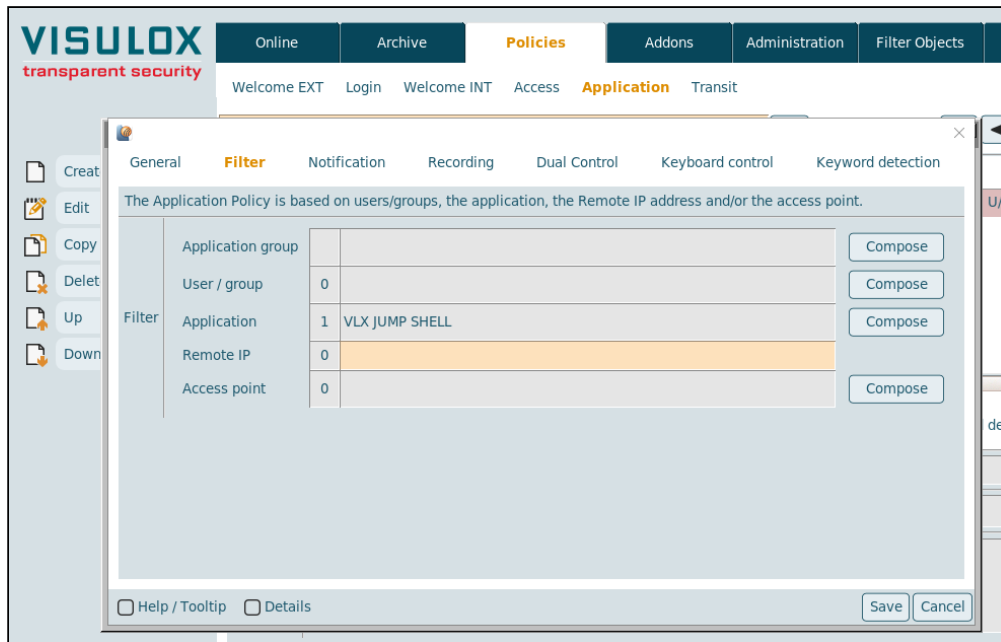 VISULOX
transparent security
Online Archive Policies Addons Administration Filter Objects
Welcome EXT Login Welcome INT Access Application Transit
General Filter Notification Recording Dual Control Keyboard control Keyword detection
The Application Policy is based on users/groups, the application, the Remote IP address and/or the access point.
Creat
Edit
Copy
Delet
Up
Down
U/
Filter
Application group Compose
User / group 0 Compose
Application 1 VLX JUMP SHELL Compose
Remote IP 0
Access point 0 Compose
de
Help / Tooltip Details Save Cancel